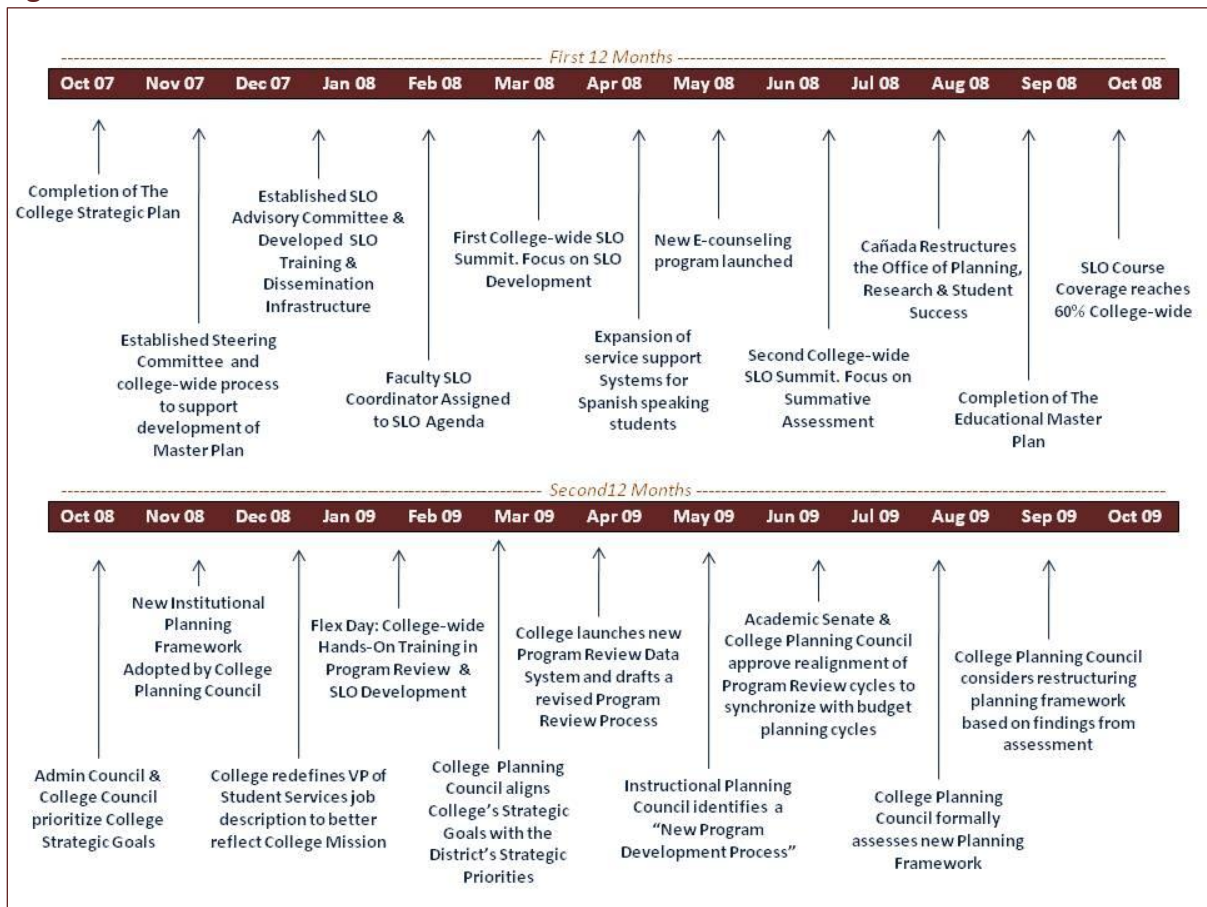 First 12 Months
Oct 07 Nov 07 Dec 07 Jan 08 Feb 08 Mar 08 Apr 08 May 08 Jun 08 Jul 08 Aug 08 Sep 08 Oct 08
Completion of The
College Strategic Plan
Established Steering
Committee and
college-wide process
to support
development of
Master Plan
Established SLO
Advisory Committee &
Developed SLO
Training &
Dissemination
Infrastructure
Faculty SLO
Coordinator Assigned
to SLO Agenda
First College-wide SLO
Summit. Focus on SLO
Development
Expansion of
service support
Systems for
Spanish speaking
students
New E-counseling
program launched
Second College-wide
SLO Summit. Focus on
Summative
Assessment
Cañada Restructures
the Office of Planning,
Research & Student
Success
Completion of The
Educational Master
Plan
SLO Course
Coverage reaches
60% College-wide
Second12 Months
Oct 08 Nov 08 Dec 08 Jan 09 Feb 09 Mar 09 Apr 09 May 09 Jun 09 Jul 09 Aug 09 Sep 09 Oct 09
Admin Council &
College Council
prioritize College
Strategic Goals
New Institutional
Planning
Framework
Adopted by College
Planning Council
College redefines VP of
Student Services job
description to better
reflect College Mission
Flex Day: College-wide
Hands-On Training in
Program Review &
SLO Development
College Planning
Council aligns
College's Strategic
Goals with the
District's Strategic
Priorities
College launches new
Program Review Data
System and drafts a
revised Program
Review Process
Instructional Planning
Council identifies a
"New Program
Development Process"
Academic Senate &
College Planning Council
approve realignment of
Program Review cycles to
synchronize with budget
planning cycles
College Planning
Council formally
assesses new Planning
Framework
College Planning Council
considers restructuring
planning framework
based on findings from
assessment